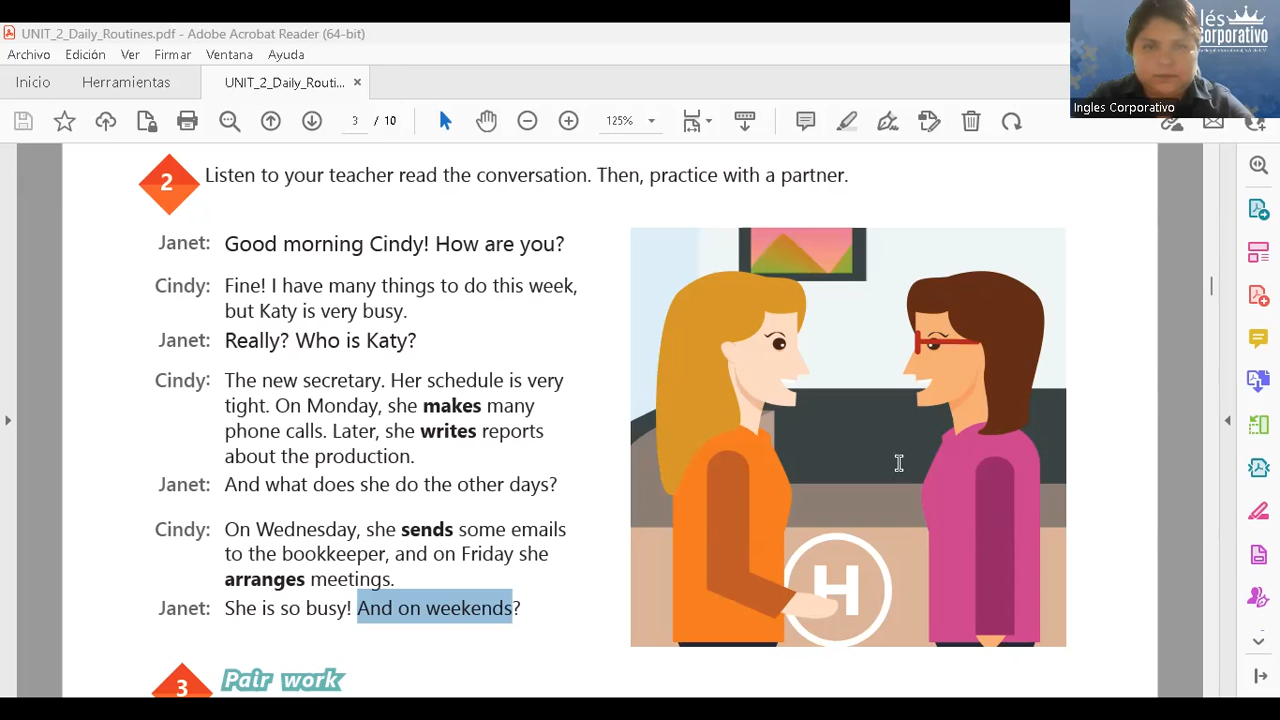 UNIT_2_Daily_Routines.pdf - Adobe Acrobat Reader (64-bit)
Archivo Edición Ver Firmar Ventana Ayuda
Inicio Herramientas UNIT_2_Daily_Routi... ×
3 / 10 125%
lés
Corporativo
Ingles Corporativo
2 Listen to your teacher read the conversation. Then, practice with a partner.
Janet: Good morning Cindy! How are you?
Cindy: Fine! I have many things to do this week,
but Katy is very busy.
Janet: Really? Who is Katy?
Cindy: The new secretary. Her schedule is very
tight. On Monday, she makes many
phone calls. Later, she writes reports
about the production.
Janet: And what does she do the other days?
Cindy: On Wednesday, she sends some emails
to the bookkeeper, and on Friday she
arranges meetings.
Janet: She is so busy! And on weekends?
H
3 Pair work